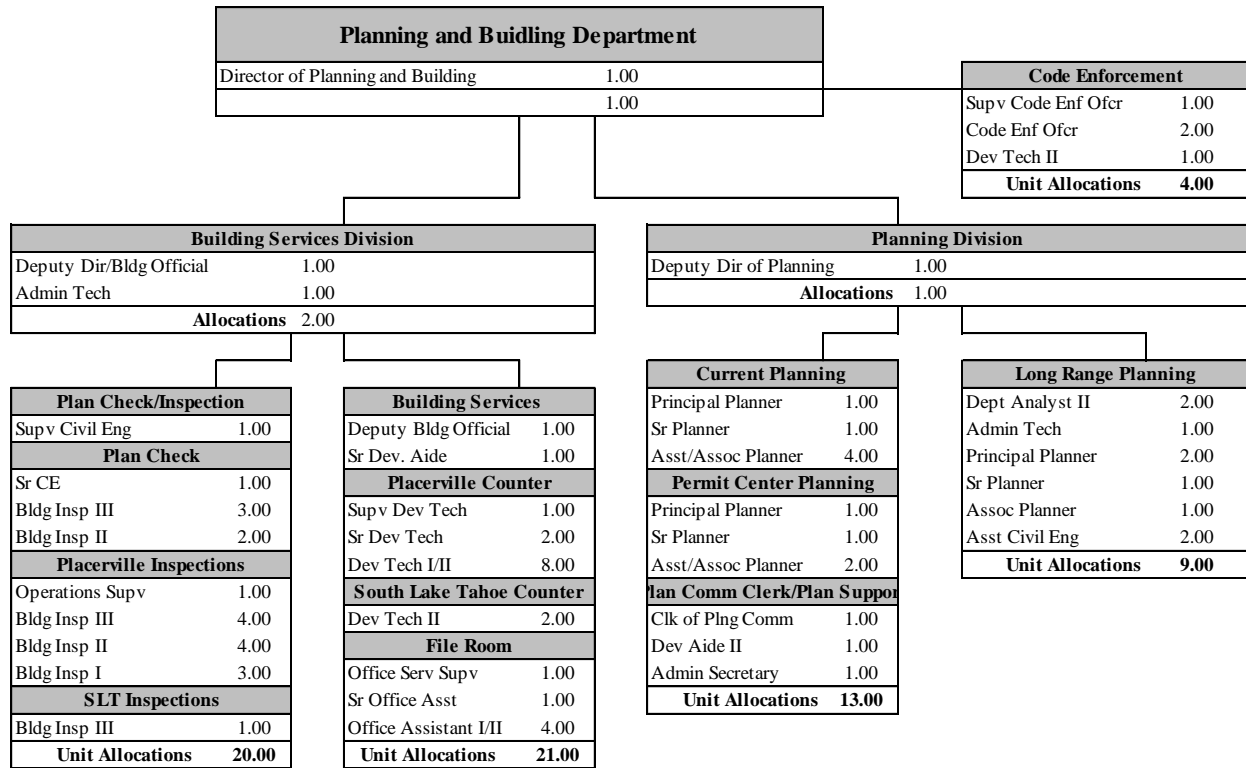 Planning and Buidling Department
Director of Planning and Building 1.00
1.00
Code Enforcement
Supv Code Enf Ofcr 1.00
Code Enf Ofcr 2.00
Dev Tech II 1.00
Unit Allocations 4.00
Building Services Division
Deputy Dir/Bldg Official 1.00
Admin Tech 1.00
Allocations 2.00
Planning Division
Deputy Dir of Planning 1.00
Allocations 1.00
Plan Check/Inspection
Supv Civil Eng 1.00
Plan Check
Sr CE 1.00
Bldg Insp III 3.00
Bldg Insp II 2.00
Placerville Inspections
Operations Supv 1.00
Bldg Insp III 4.00
Bldg Insp II 4.00
Bldg Insp I 3.00
SLT Inspections
Bldg Insp III 1.00
Unit Allocations 20.00
Building Services
Deputy Bldg Official 1.00
Sr Dev. Aide 1.00
Placerville Counter
Supv Dev Tech 1.00
Sr Dev Tech 2.00
Dev Tech I/II 8.00
South Lake Tahoe Counter
Dev Tech II 2.00
File Room
Office Serv Supv 1.00
Sr Office Asst 1.00
Office Assistant I/II 4.00
Unit Allocations 21.00
Current Planning
Principal Planner 1.00
Sr Planner 1.00
Asst/Assoc Planner 4.00
Permit Center Planning
Principal Planner 1.00
Sr Planner 1.00
Asst/Assoc Planner 2.00
Plan Comm Clerk/Plan Suppor
Clk of Plng Comm 1.00
Dev Aide II 1.00
Admin Secretary 1.00
Unit Allocations 13.00
Long Range Planning
Dept Analyst II 2.00
Admin Tech 1.00
Principal Planner 2.00
Sr Planner 1.00
Assoc Planner 1.00
Asst Civil Eng 2.00
Unit Allocations 9.00